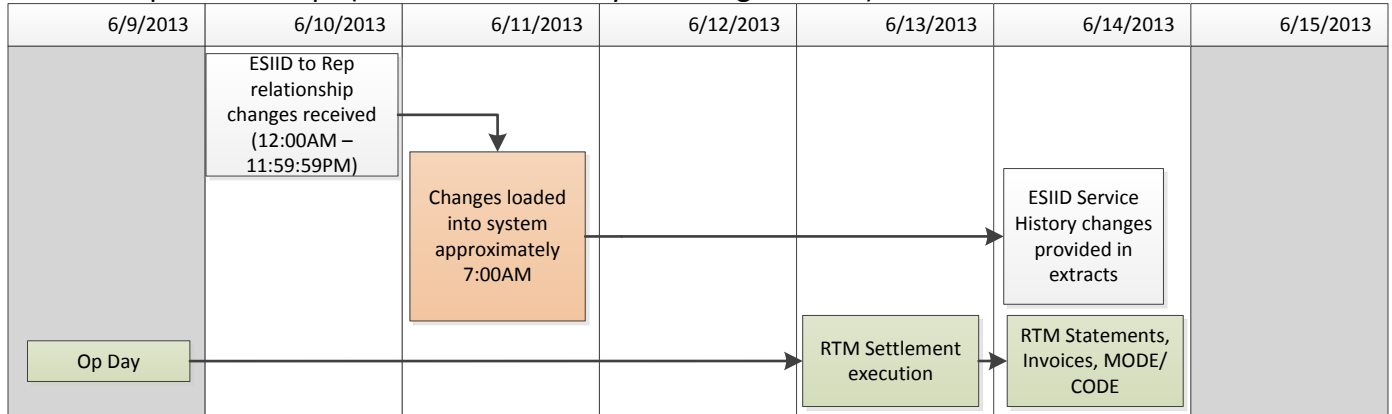 6/9/2013
6/10/2013
6/11/2013
6/12/2013
6/13/2013
6/14/2013
6/15/2013
ESIID to Rep
relationship
changes received
(12:00AM –
11:59:59PM)
Changes loaded
into system
approximately
7:00AM
ESIID Service
History changes
provided in
extracts
Op Day
RTM Settlement
execution
RTM Statements,
Invoices, MODE/
CODE